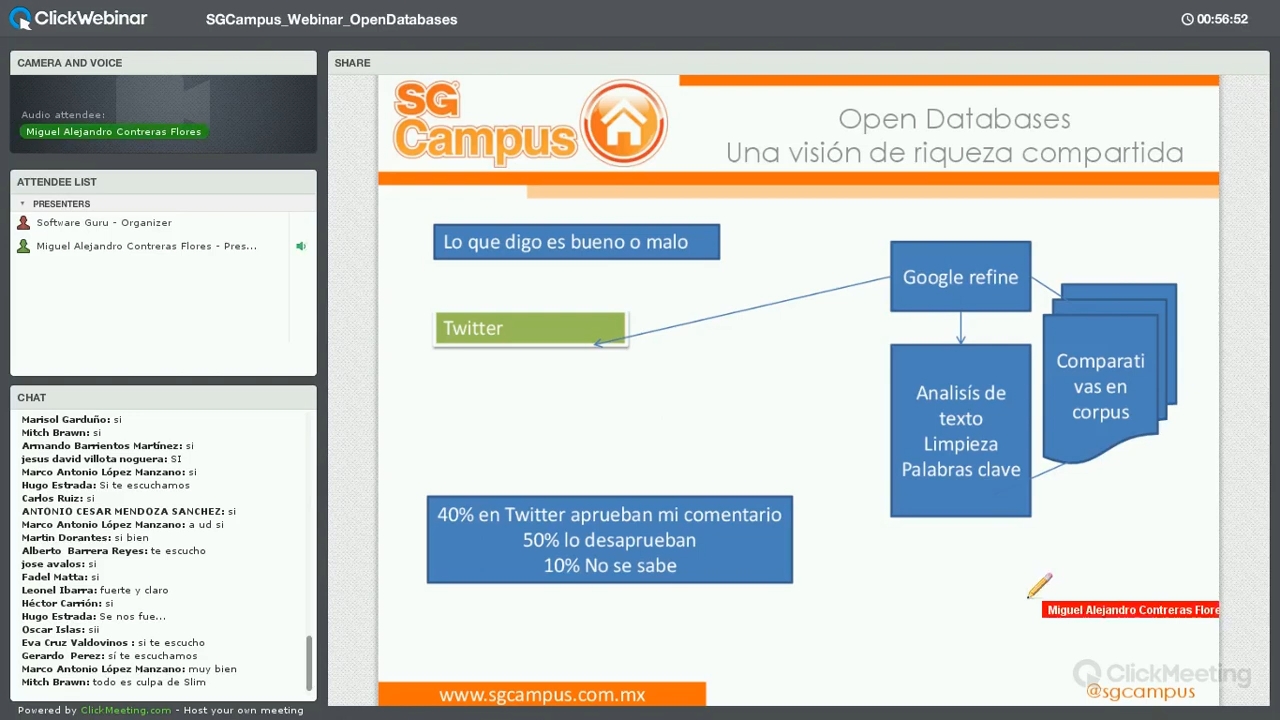 ClickWebinar
SGCampus_Webinar_OpenDatabases
00:56:52
CAMERA AND VOICE
Audio attendee:
Miguel Alejandro Contreras Flores
ATTENDEE LIST
PRESENTERS
Software Guru - Organizer
Miguel Alejandro Contreras Flores - Pres...
CHAT
Marisol Garduño: si
Mitch Brawn: si
Armando Barrientos Martínez: si
jesus david villota noguera: SI
Marco Antonio López Manzano: si
Hugo Estrada: Si te escuchamos
Carlos Ruiz: si
ANTONIO CESAR MENDOZA SANCHEZ: si
Marco Antonio López Manzano: a ud si
Martin Dorantes: si bien
Alberto Barrera Reyes: te escucho
jose avalos: si
Fadel Matta: si
Leonel Ibarra: fuerte y claro
Héctor Carrión: si
Hugo Estrada: Se nos fue...
Oscar Islas: sii
Eva Cruz Valdovinos : si te escucho
Gerardo Perez: sí te escuchamos
Marco Antonio López Manzano: muy bien
Mitch Brawn: todo es culpa de Slim
Powered by ClickMeeting.com - Host your own meeting
SHARE
SG
Campus
Open Databases
Una visión de riqueza compartida
Lo que digo es bueno o malo
Twitter
Google refine
Analisís de
texto
Limpieza
Palabras clave
Comparati
vas en
corpus
40% en Twitter aprueban mi comentario
50% lo desaprueban
10% No se sabe
Miguel Alejandro Contreras Flore
ClickMeeting
www.sgcampus.com.mx
@sgcampus